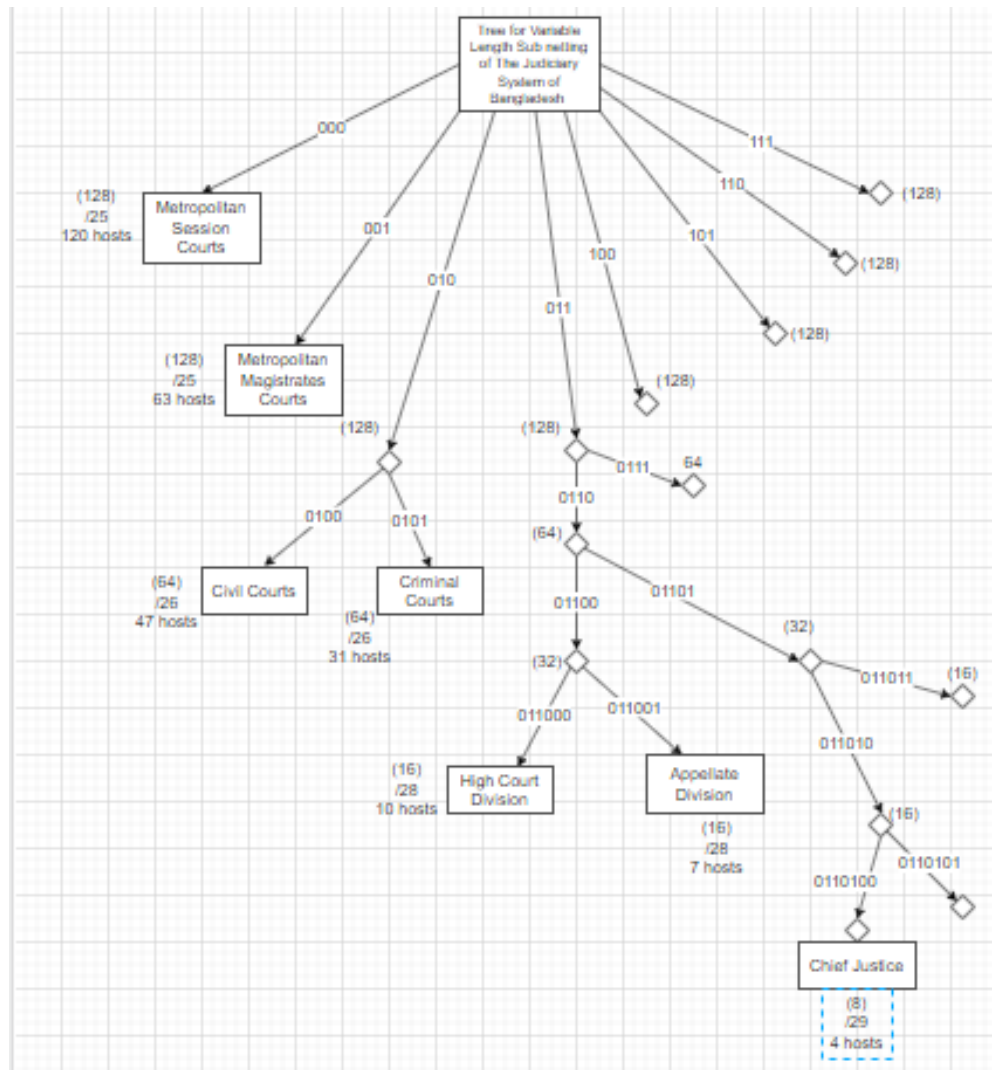 Tree for Variable
Length Sub netting
of The Judiciary
System of
Bangladesh
000
111
110
(128)
/25
120 hosts
Metropolitan
Session
Courts
(128)
001
101
100
(128)
010
011
(128)
(128)
/25
63 hosts
Metropolitan
Magistrates
Courts
(128)
(128)
(128)
0111
64
0110
0100
0101
(64)
(64)
/26
47 hosts
Civil Courts
Criminal
Courts
(64)
/26
31 hosts
01100
01101
(32)
(32)
011011
(16)
011000
011001
011010
(16)
/28
10 hosts
High Court
Division
Appellate
Division
(16)
/28
7 hosts
(16)
0110100
0110101
Chief Justice
(8)
/29
4 hosts